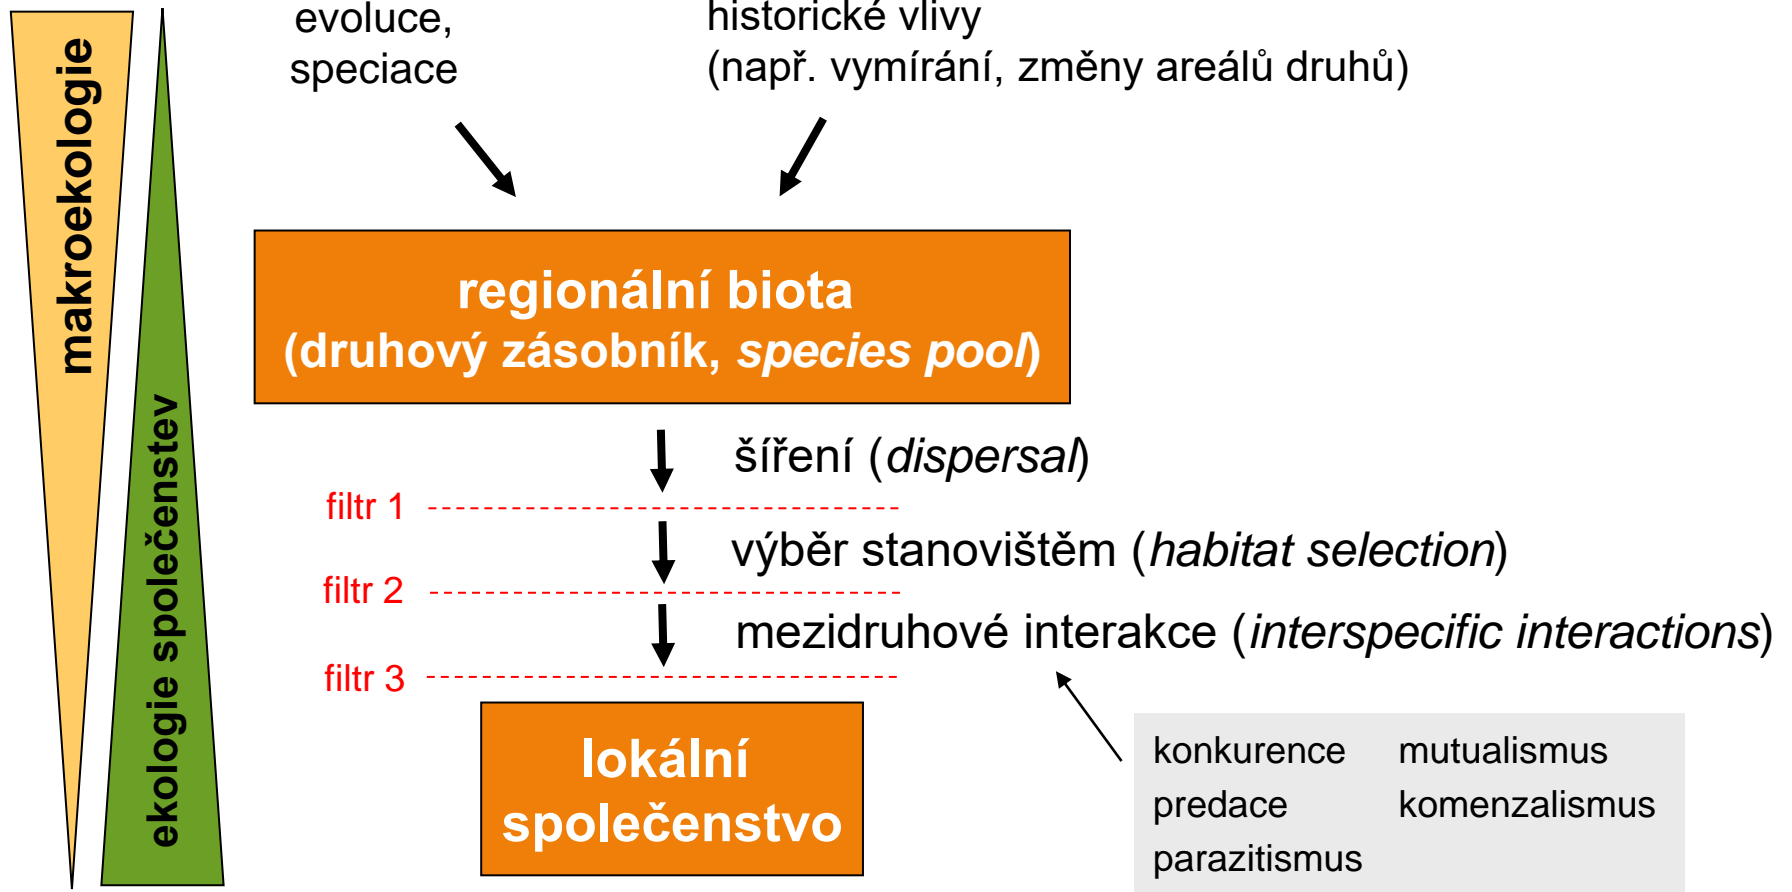 makroekologie
ekologie společenstev
evoluce,
speciace
historické vlivy
(např. vymírání, změny areálů druhů)
regionální biota
(druhový zásobník, species pool)
šíření (dispersal)
filtr 1
výběr stanovištěm (habitat selection)
filtr 2
mezidruhové interakce (interspecific interactions)
filtr 3
lokální
společenstvo
konkurence mutualismus
predace komenzalismus
parazitismus